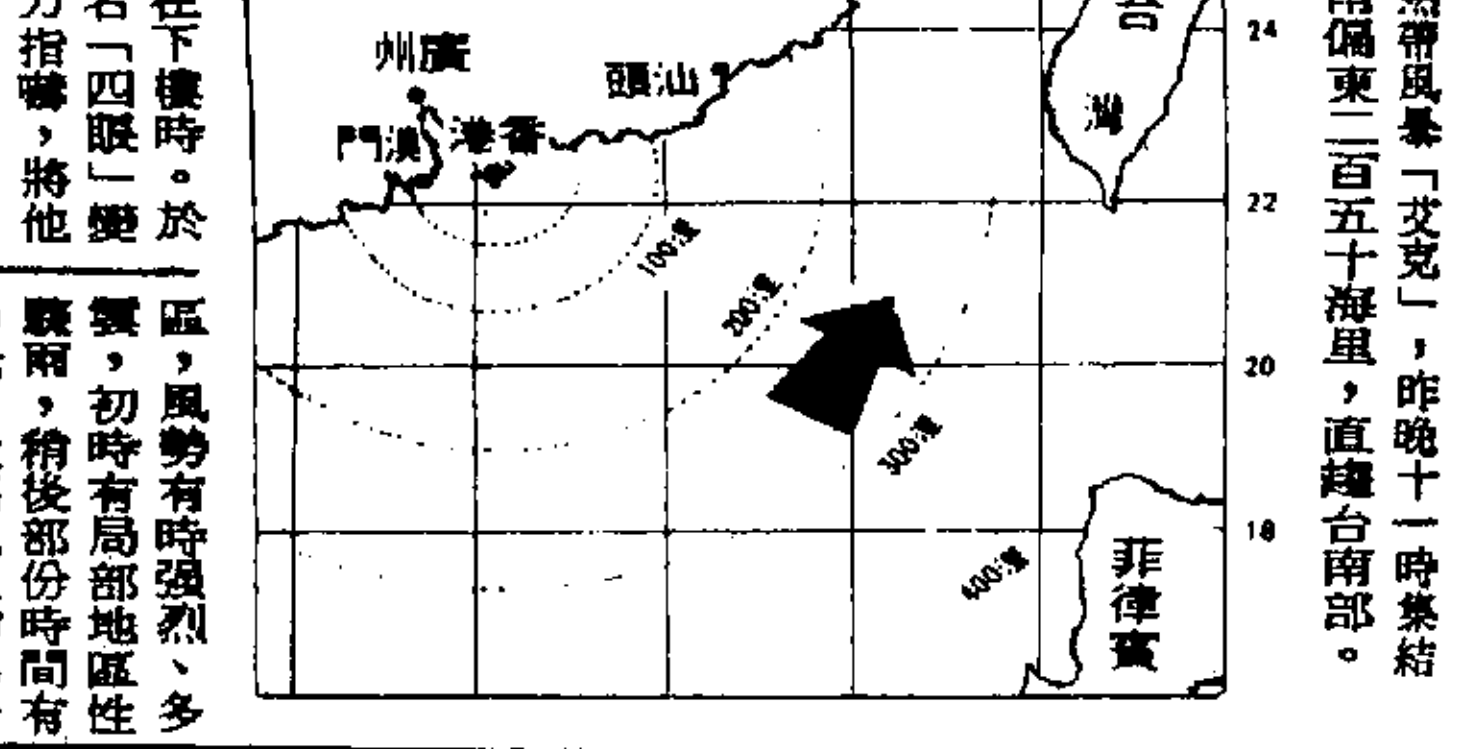 熱帶風暴「艾克」,昨晚十一時集結
南偏東二百五十海里,直趨台南部。
24
22
20
18
台灣
汕頭
廣州
香港
澳門
100浬
200浬
300浬
400浬
菲律賓
在下樓時。於
名「四眼」變
力指嚇,將他
區,風勢有時强烈、多
雲,初時有局部地區性
驟雨,稍後部份時間有